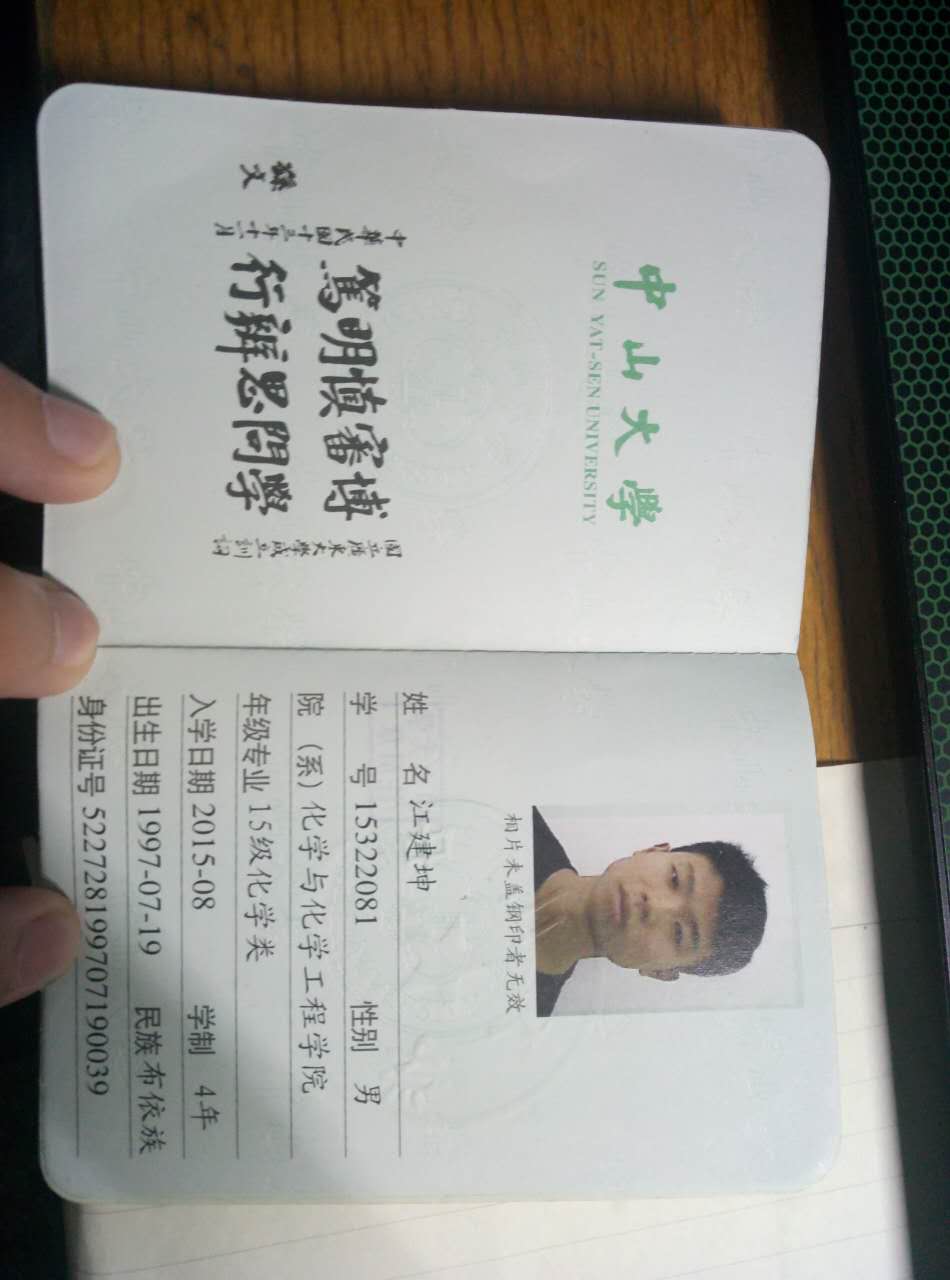 中山大學
SUN YAT-SEN UNIVERSITY
國立廣東大學成立訓詞
博學
審問
慎思
明辨
篤行
中華民國十三年十一月
孫文
相片未盖钢印者无效
姓 名 江建坤
学 号 15322081 性别 男
院（系）化学与化学工程学院
年级专业 15级化学类
入学日期 2015-08 学制 4年
出生日期 1997-07-19 民族 布依族
身份证号 522728199707190039